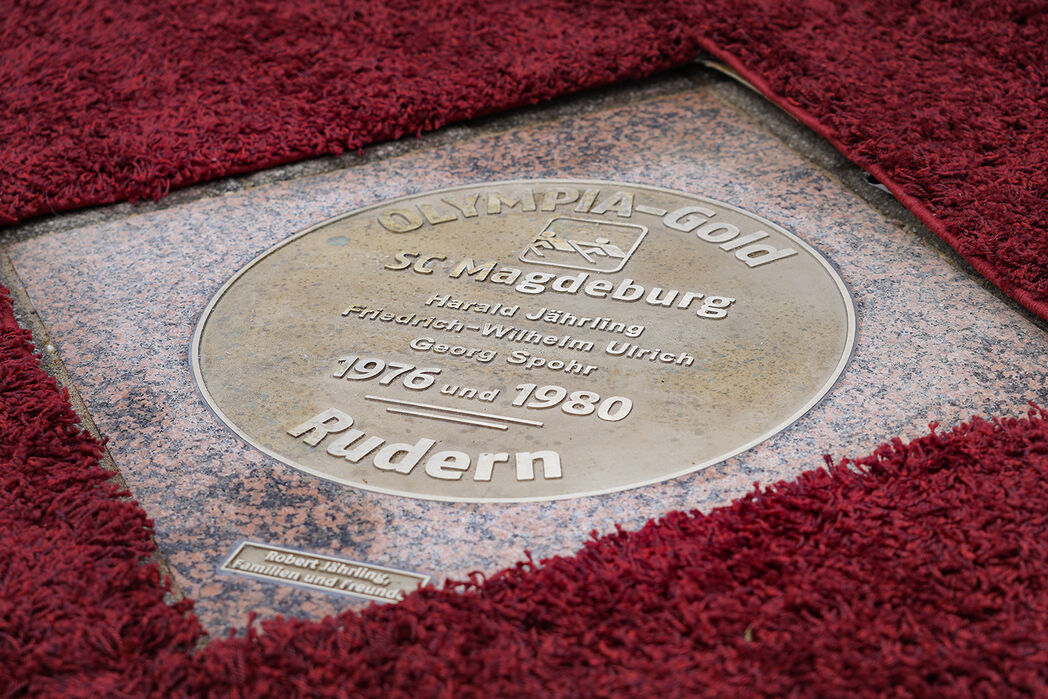 OLYMPIA-Gold
SC Magdeburg
Harald Jährling
Friedrich-Wilhelm Ulrich
Georg Spohr
1976 und 1980
Rudern
Robert Jährling,
Familien und Freunde